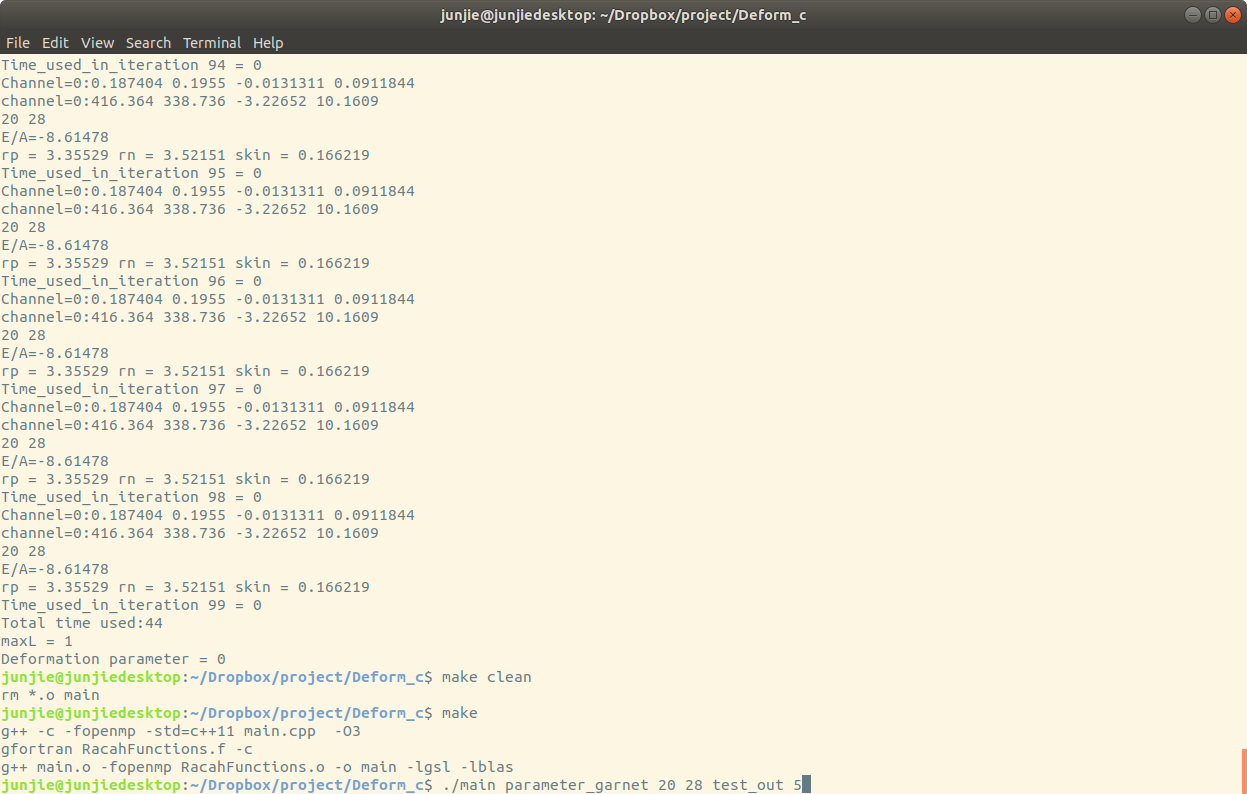 junjie@junjiedesktop: ~/Dropbox/project/Deform_c
File Edit View Search Terminal Help
Time_used_in_iteration 94 = 0
Channel=0:0.187404 0.1955 -0.0131311 0.0911844
channel=0:416.364 338.736 -3.22652 10.1609
20 28
E/A=-8.61478
rp = 3.35529 rn = 3.52151 skin = 0.166219
Time_used_in_iteration 95 = 0
Channel=0:0.187404 0.1955 -0.0131311 0.0911844
channel=0:416.364 338.736 -3.22652 10.1609
20 28
E/A=-8.61478
rp = 3.35529 rn = 3.52151 skin = 0.166219
Time_used_in_iteration 96 = 0
Channel=0:0.187404 0.1955 -0.0131311 0.0911844
channel=0:416.364 338.736 -3.22652 10.1609
20 28
E/A=-8.61478
rp = 3.35529 rn = 3.52151 skin = 0.166219
Time_used_in_iteration 97 = 0
Channel=0:0.187404 0.1955 -0.0131311 0.0911844
channel=0:416.364 338.736 -3.22652 10.1609
20 28
E/A=-8.61478
rp = 3.35529 rn = 3.52151 skin = 0.166219
Time_used_in_iteration 98 = 0
Channel=0:0.187404 0.1955 -0.0131311 0.0911844
channel=0:416.364 338.736 -3.22652 10.1609
20 28
E/A=-8.61478
rp = 3.35529 rn = 3.52151 skin = 0.166219
Time_used_in_iteration 99 = 0
Total time used:44
maxL = 1
Deformation parameter = 0
junjie@junjiedesktop:~/Dropbox/project/Deform_c$ make clean
rm *.o main
junjie@junjiedesktop:~/Dropbox/project/Deform_c$ make
g++ -c -fopenmp -std=c++11 main.cpp  -O3
gfortran RacahFunctions.f -c
g++ main.o -fopenmp RacahFunctions.o -o main -lgsl -lblas
junjie@junjiedesktop:~/Dropbox/project/Deform_c$ ./main parameter_garnet 20 28 test_out 5